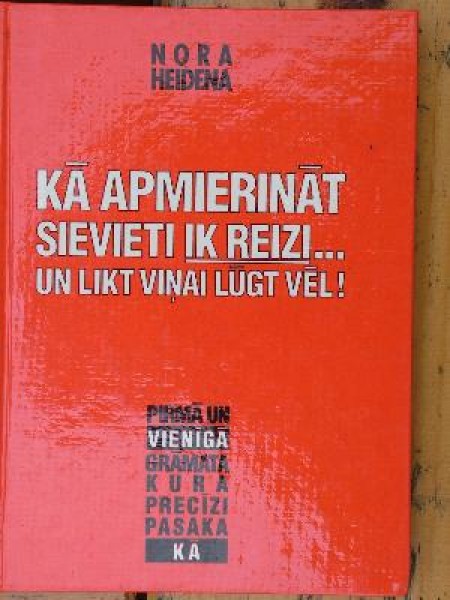 NORA
HEIDENA
KĀ APMIERINĀT
SIEVIETI IK REIZI...
UN LIKT VIŅAI LŪGT VĒL!
PIRMĀ UN
VIENĪGĀ
GRĀMATA
KURA
PRECĪZI
PASAKA
KĀ